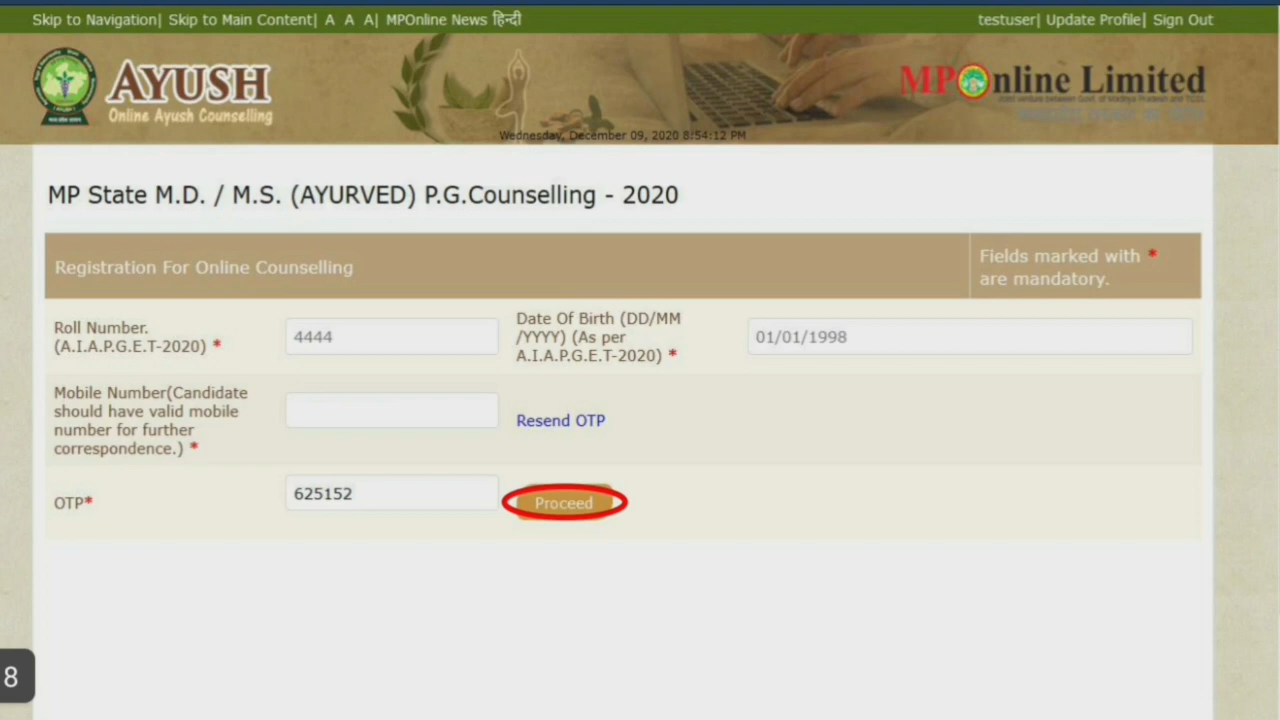 Skip to Navigation| Skip to Main Content| A A A| MPOnline News हिन्दी
testuser| Update Profile| Sign Out
AYUSH
Online Ayush Counselling
MPOnline Limited
Wednesday, December 09, 2020 8:54:12 PM
MP State M.D. / M.S. (AYURVED) P.G.Counselling - 2020
Registration For Online Counselling
Fields marked with *
are mandatory.
Roll Number.
(A.I.A.P.G.E.T-2020) *
4444
Date Of Birth (DD/MM
/YYYY) (As per
A.I.A.P.G.E.T-2020) *
01/01/1998
Mobile Number(Candidate
should have valid mobile
number for further
correspondence.) *
Resend OTP
OTP*
625152
Proceed
8